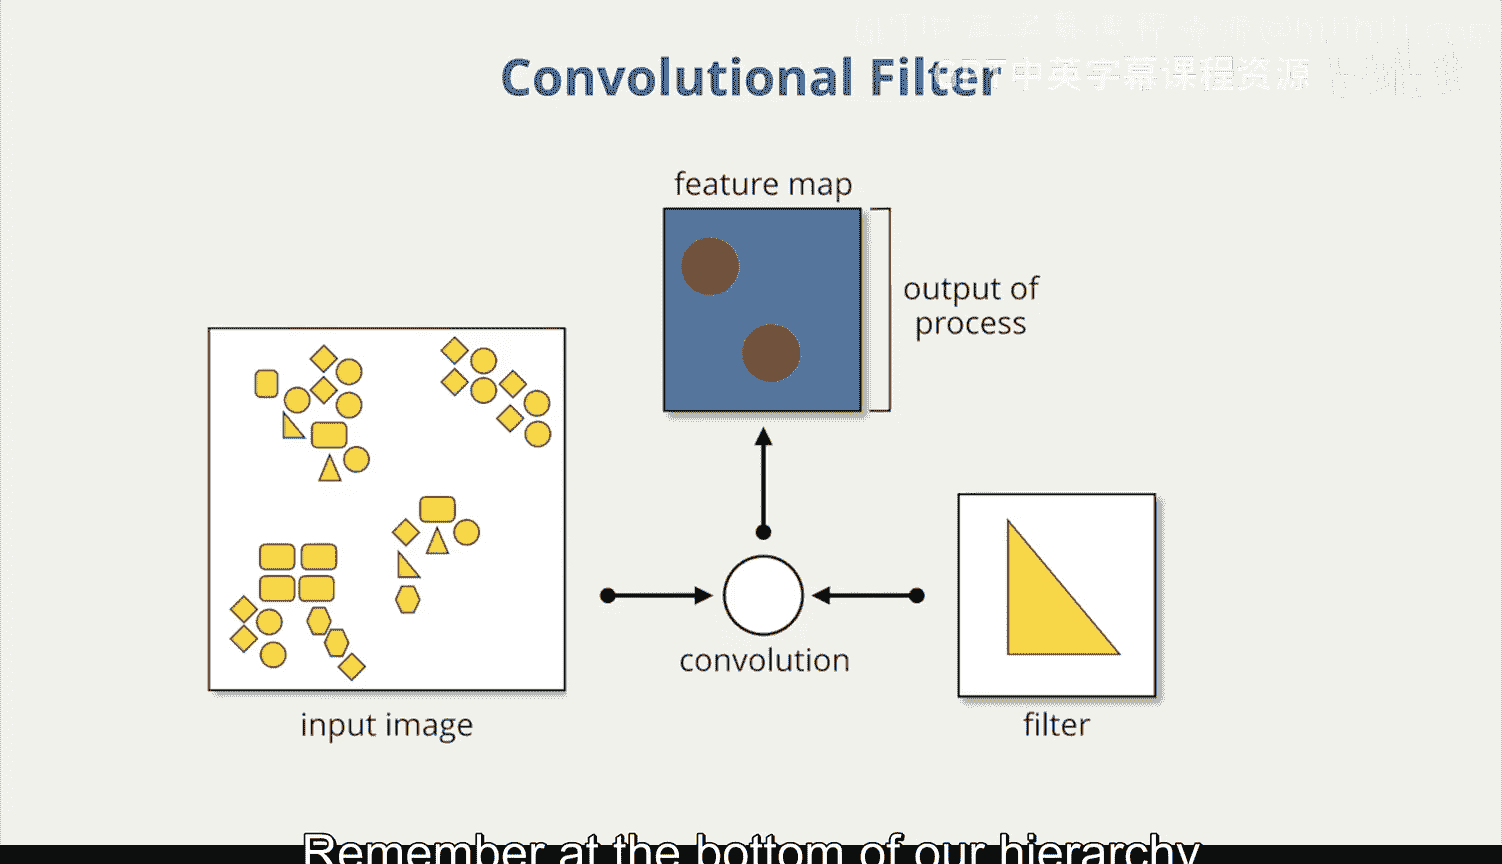 Convolutional Filter
中英字幕课程资源
feature map
output of
process
convolution
input image
filter
Remember at the bottom of our hierarchy